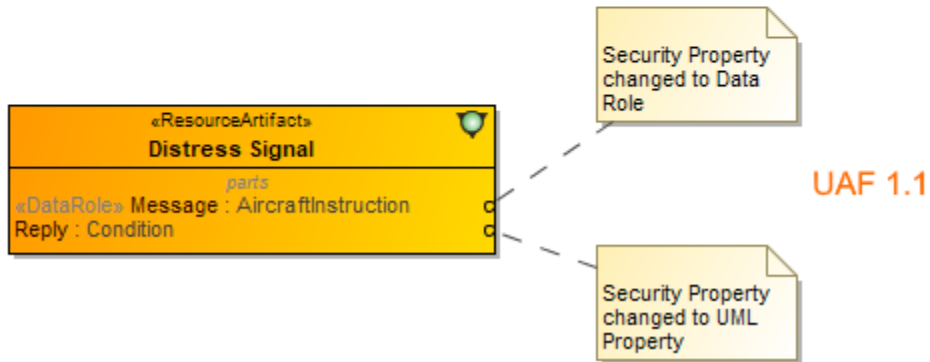 Security Property
changed to Data
Role
«ResourceArtifact»
Distress Signal
parts
«DataRole» Message : AircraftInstruction
c
Reply : Condition
c
UAF 1.1
Security Property
changed to UML
Property